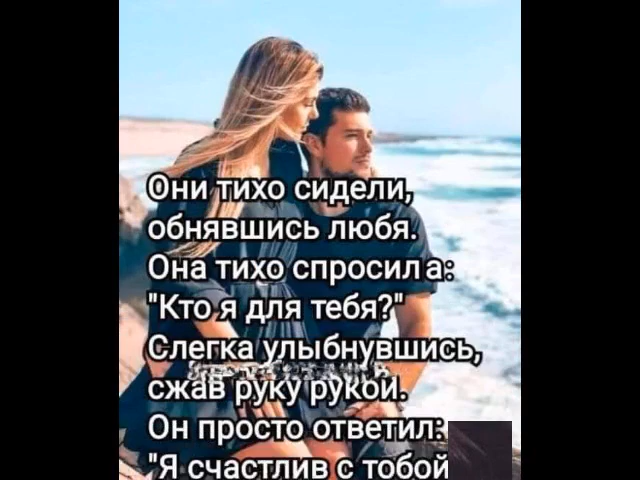 Они тихо сидели,
обнявшись любя.
Она тихо спросила:
"Кто я для тебя?"
Слегка улыбнувшись,
сжав руку рукой.
Он просто ответил:
"Я счастлив с тобой